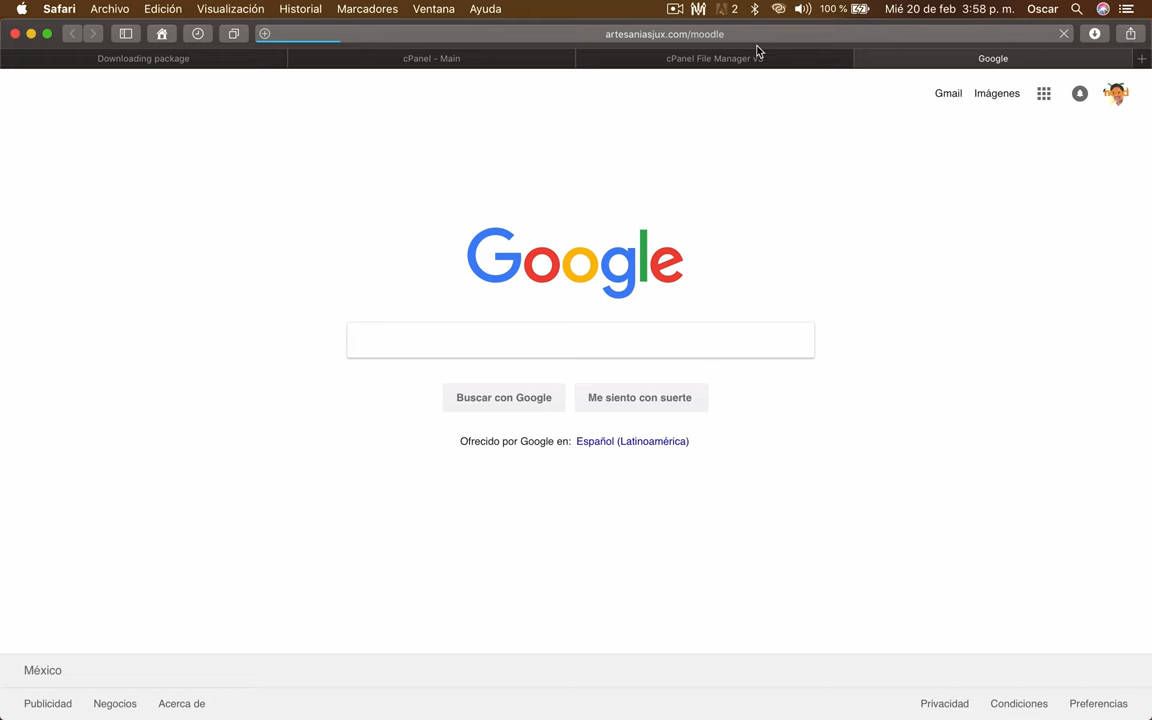 Safari Archivo Edición Visualización Historial Marcadores Ventana Ayuda 2 100 % Mié 20 de feb 3:58 p. m. Oscar
artesaniasjux.com/moodle
Downloading package cPanel - Main cPanel File Manager v3 Google
Gmail Imágenes
Google
Buscar con Google Me siento con suerte
Ofrecido por Google en: Español (Latinoamérica)
México
Publicidad Negocios Acerca de Privacidad Condiciones Preferencias